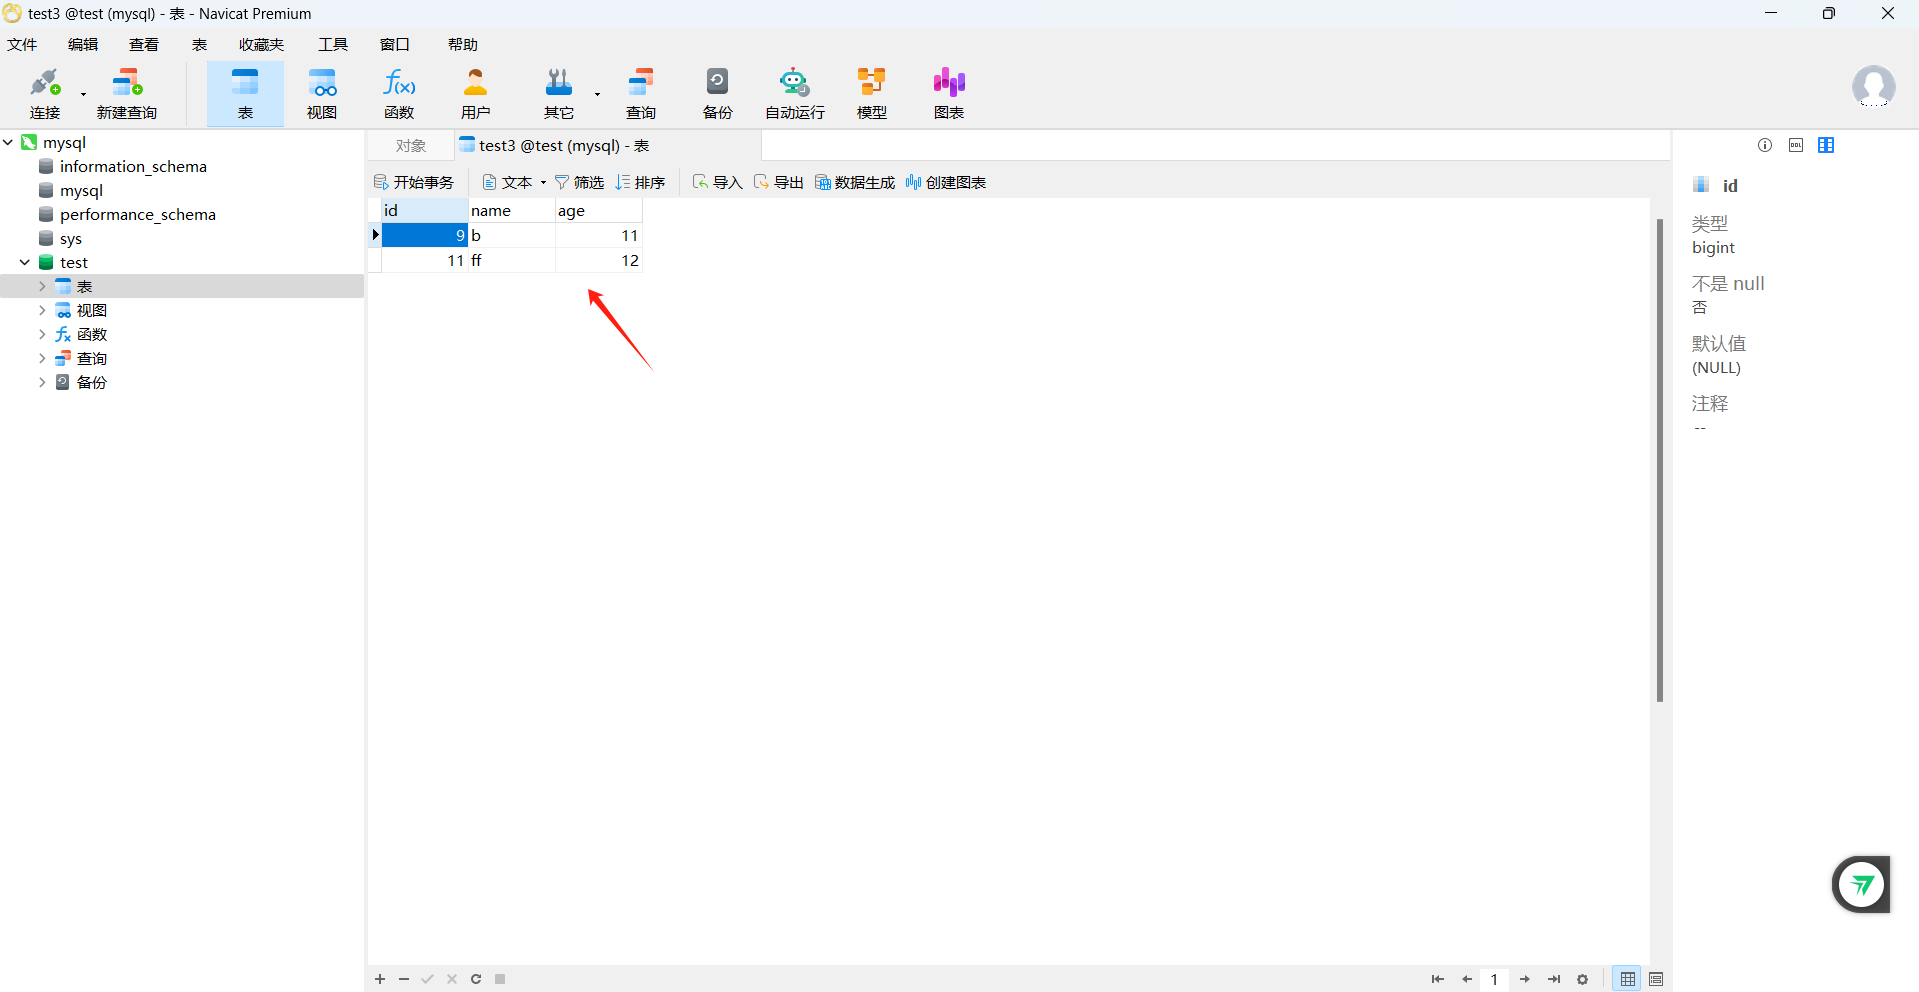 test3 @test (mysql) - 表 - Navicat Premium
文件 编辑 查看 表 收藏夹 工具 窗口 帮助
连接 新建查询 表 视图 函数 用户 其它 查询 备份 自动运行 模型 图表
mysql
information_schema
mysql
performance_schema
sys
test
表
视图
函数
查询
备份
对象 test3 @test (mysql) - 表
开始事务 文本 筛选 排序 导入 导出 数据生成 创建图表
id name age
9 b 11
11 ff 12
1
DDL
id
类型
bigint
不是 null
否
默认值
(NULL)
注释
--